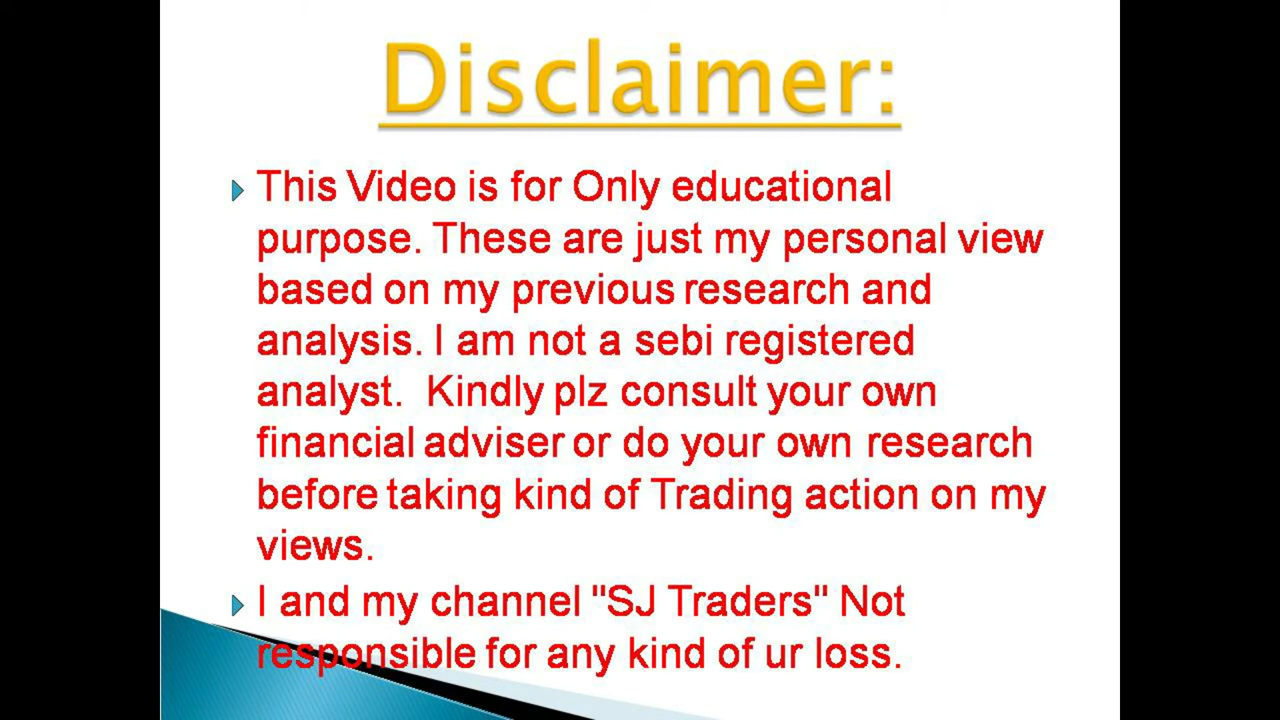 Disclaimer:
This Video is for Only educational
purpose. These are just my personal view
based on my previous research and
analysis. I am not a sebi registered
analyst.  Kindly plz consult your own
financial adviser or do your own research
before taking kind of Trading action on my
views.
I and my channel "SJ Traders" Not
responsible for any kind of ur loss.